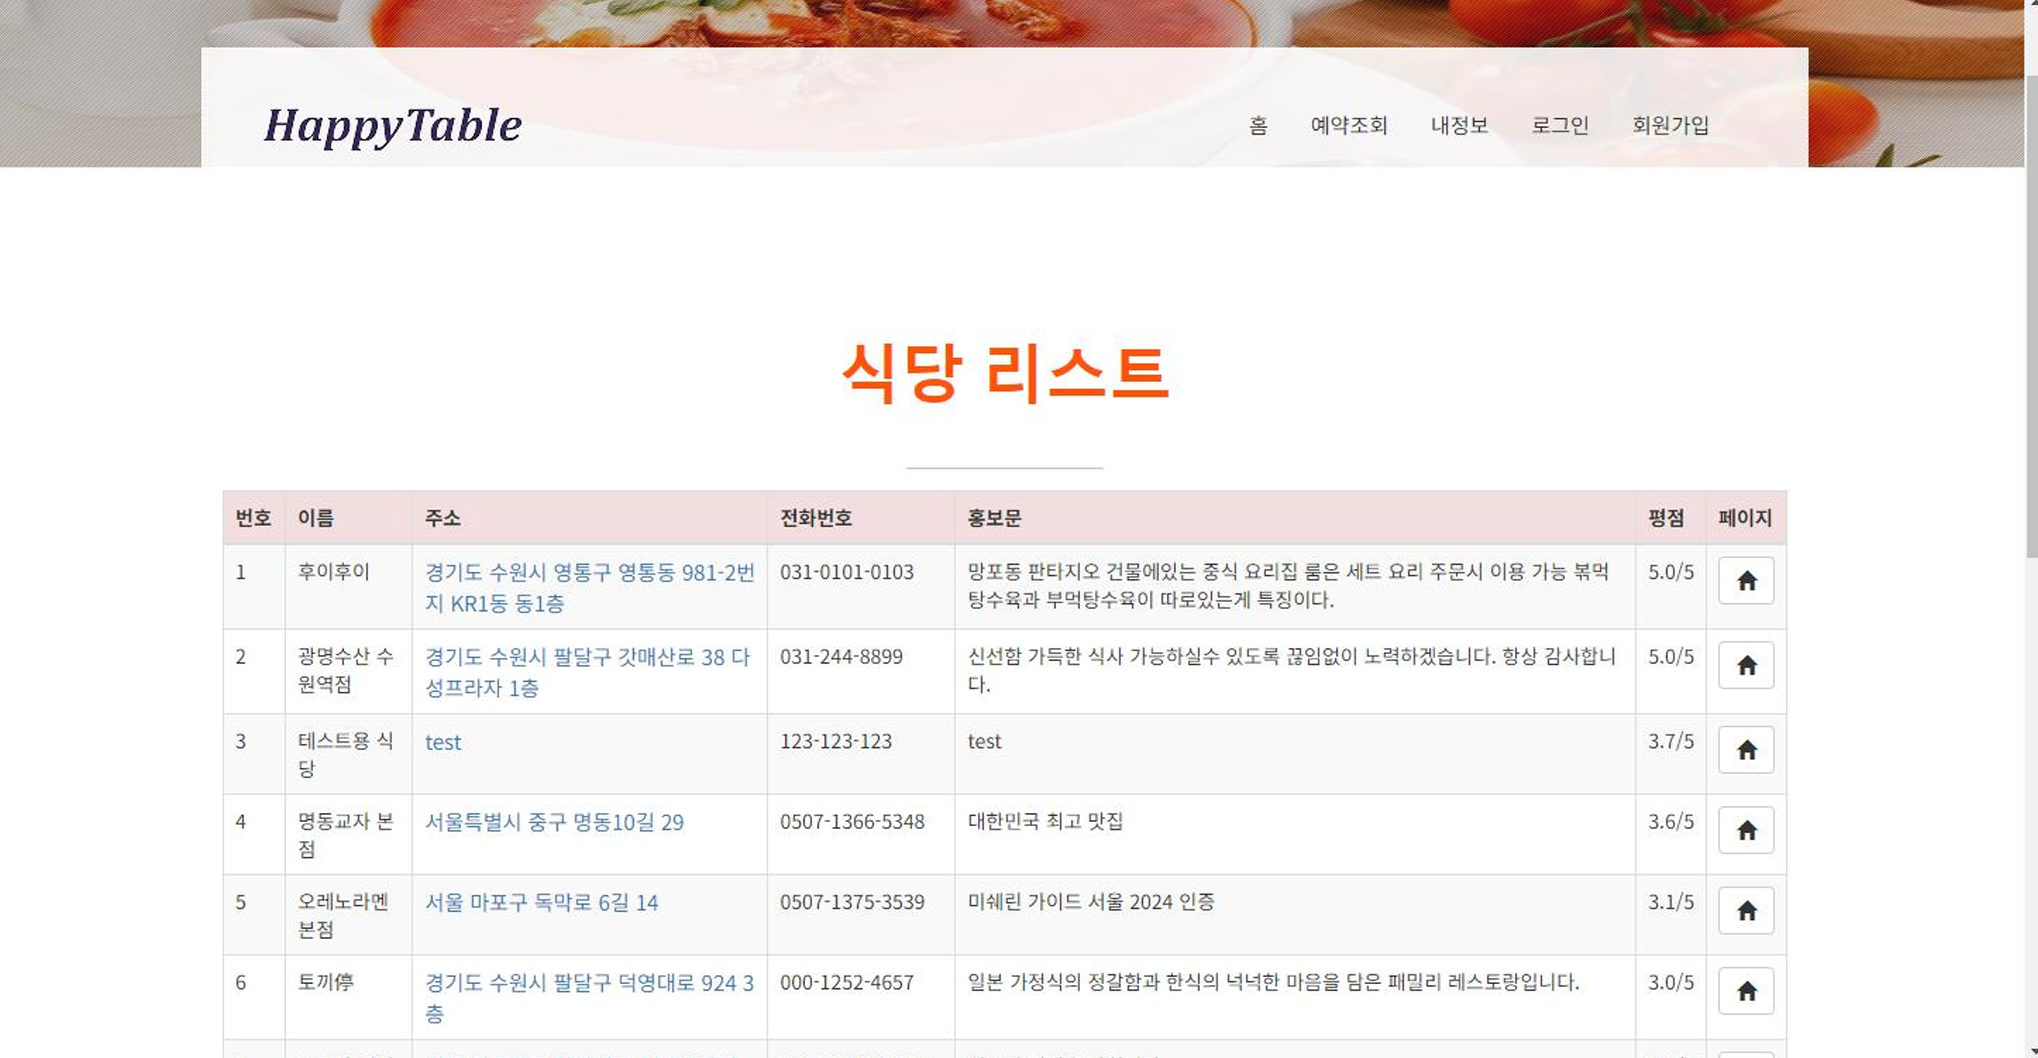 HappyTable
홈 예약조회 내정보 로그인 회원가입
식당 리스트
번호 이름 주소 전화번호 홍보문 평점 페이지
1 후이후이 경기도 수원시 영통구 영통동 981-2번 031-0101-0103 망포동 판타지오 건물에있는 중식 요리집 룸은 세트 요리 주문시 이용 가능 볶먹 5.0/5
지 KR1동 동1층 탕수육과 부먹탕수육이 따로있는게 특징이다.
2 광명수산 수 경기도 수원시 팔달구 갓매산로 38 다 031-244-8899 신선함 가득한 식사 가능하실수 있도록 끊임없이 노력하겠습니다. 항상 감사합니 5.0/5
원역점 성프라자 1층 다.
3 테스트용 식 test 123-123-123 test 3.7/5
당
4 명동교자 본 서울특별시 중구 명동10길 29 0507-1366-5348 대한민국 최고 맛집 3.6/5
점
5 오레노라멘 서울 마포구 독막로 6길 14 0507-1375-3539 미쉐린 가이드 서울 2024 인증 3.1/5
본점
6 토끼停 경기도 수원시 팔달구 덕영대로 924 3 000-1252-4657 일본 가정식의 정갈함과 한식의 넉넉한 마음을 담은 패밀리 레스토랑입니다. 3.0/5
층